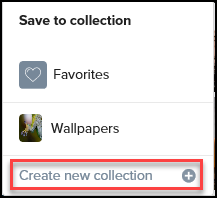 Save to collection
Favorites
Wallpapers
Create new collection